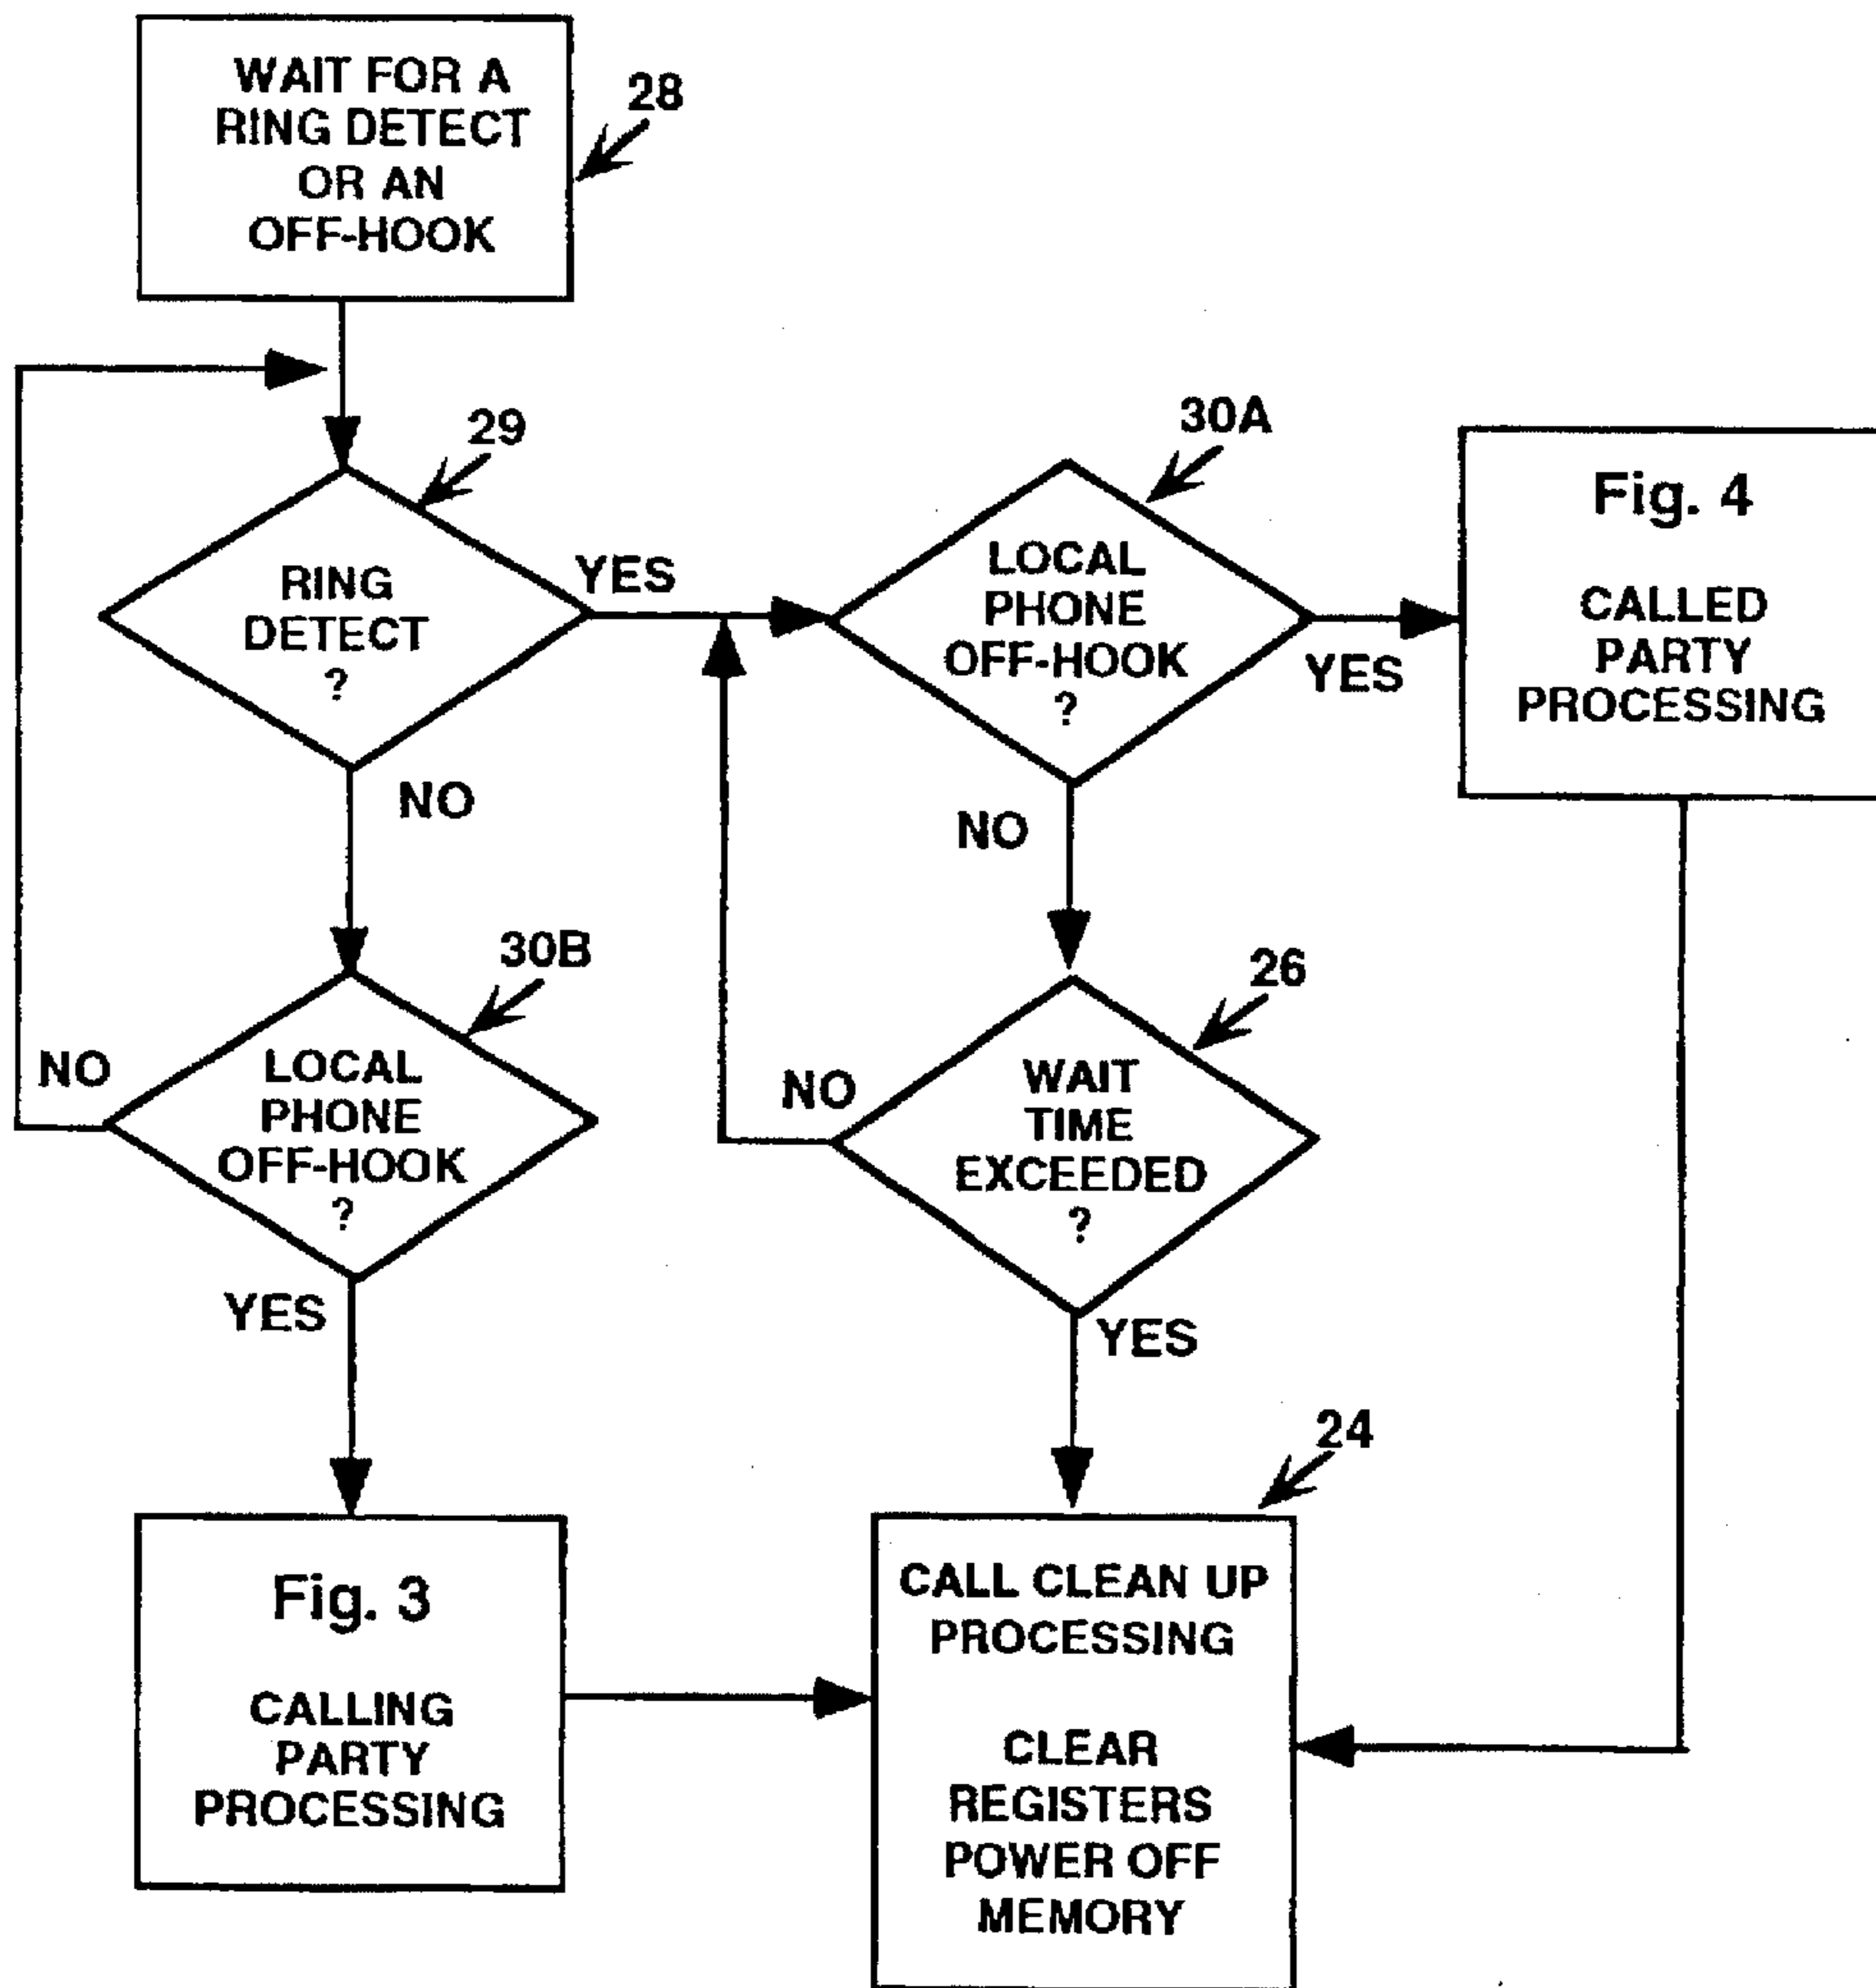 WAIT FOR A
RING DETECT
OR AN
OFF-HOOK
28
29
RING
DETECT
?
YES
NO
30A
LOCAL
PHONE
OFF-HOOK
?
YES
NO
Fig. 4
CALLED
PARTY
PROCESSING
30B
LOCAL
PHONE
OFF-HOOK
?
NO
YES
26
WAIT
TIME
EXCEEDED
?
NO
YES
Fig. 3
CALLING
PARTY
PROCESSING
24
CALL CLEAN UP
PROCESSING
CLEAR
REGISTERS
POWER OFF
MEMORY